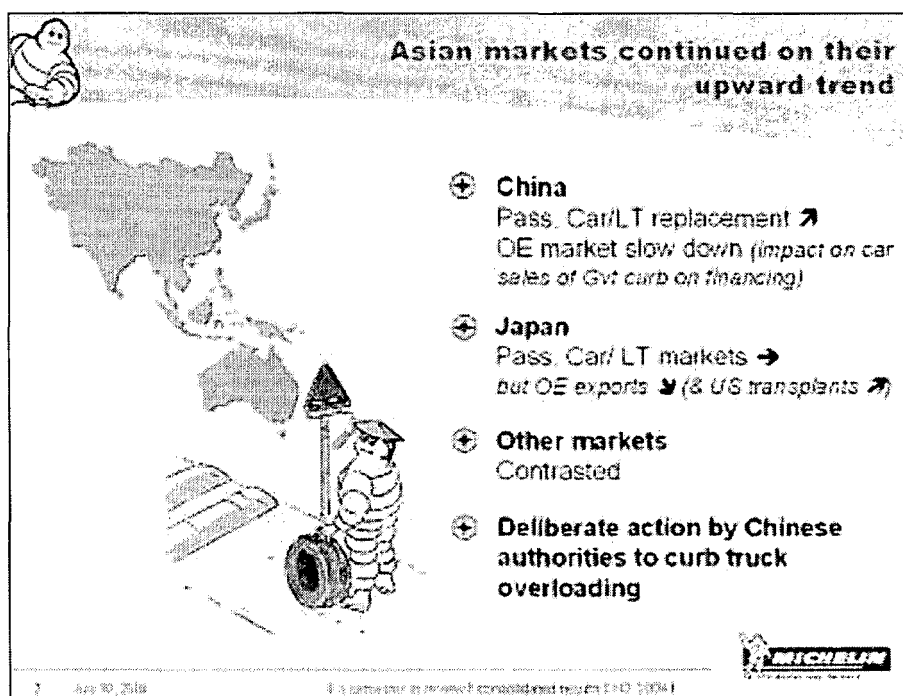 Asian markets continued on their
upward trend
China
Pass. Car/LT replacement ↗
OE market slow down (impact on car
sales of Gvt curb on financing)
Japan
Pass. Car/ LT markets →
but OE exports ↘ (& US transplants ↗)
Other markets
Contrasted
Deliberate action by Chinese
authorities to curb truck
overloading
MICHELIN